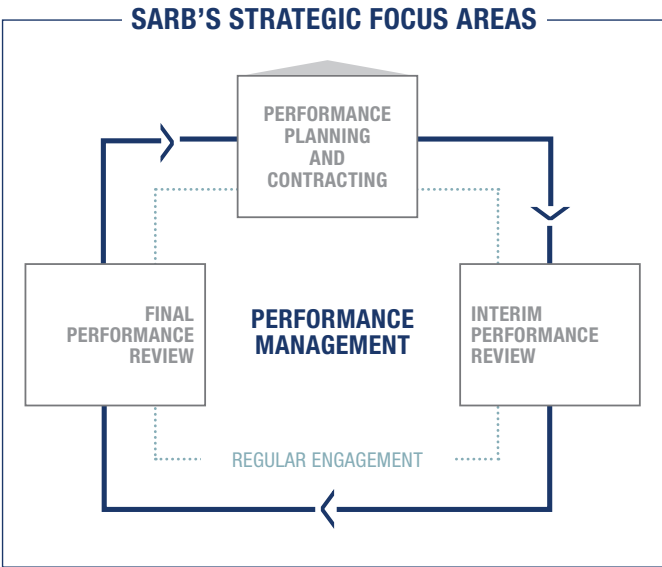 SARB'S STRATEGIC FOCUS AREAS
PERFORMANCE
PLANNING
AND
CONTRACTING
FINAL
PERFORMANCE
REVIEW
PERFORMANCE
MANAGEMENT
INTERIM
PERFORMANCE
REVIEW
REGULAR ENGAGEMENT